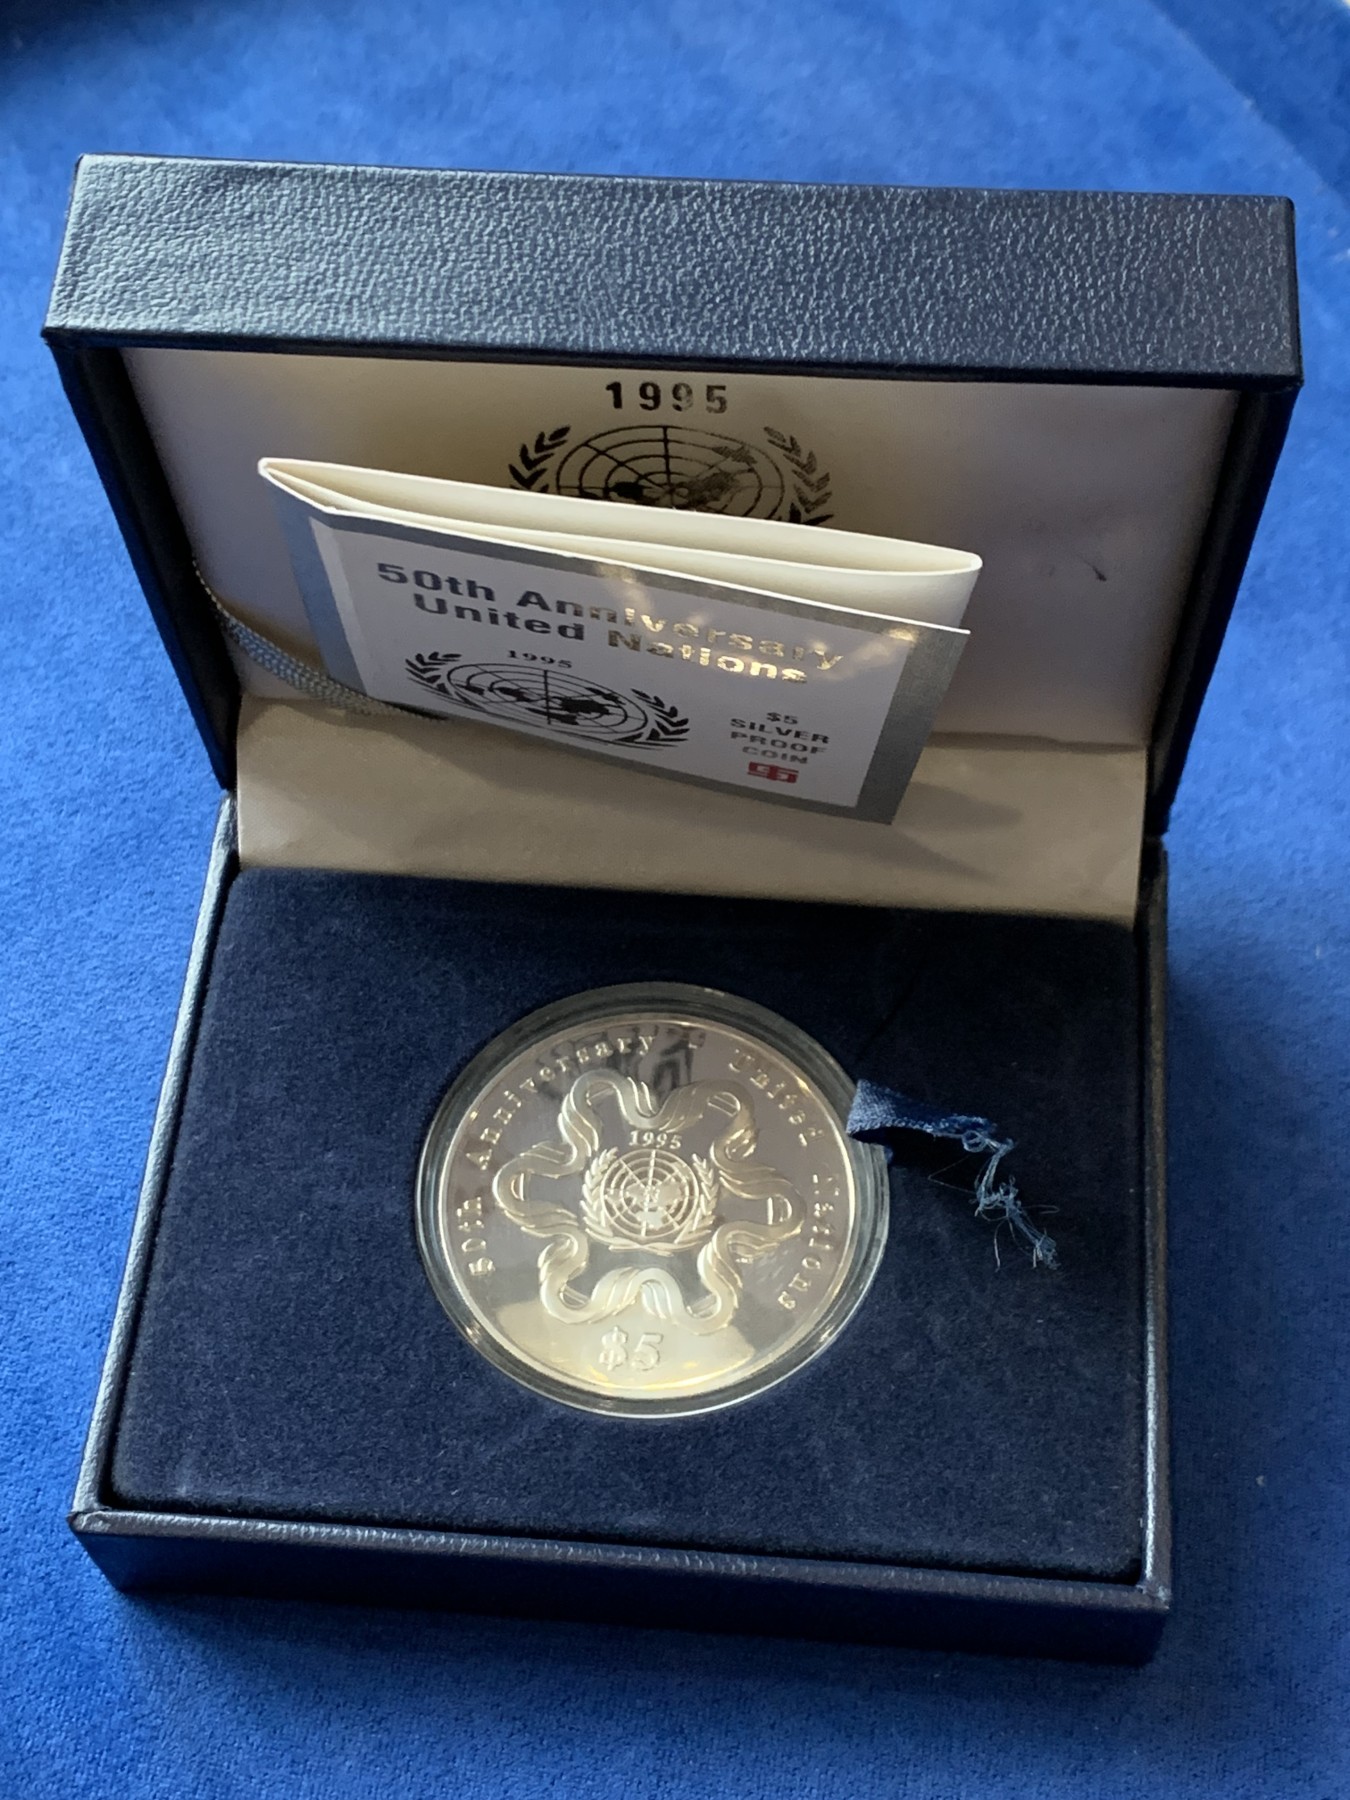 1995
50th Anniversary
United Nations
1995
$5
SILVER
PROOF
COIN
50th Anniversary United Nations
1995
$5